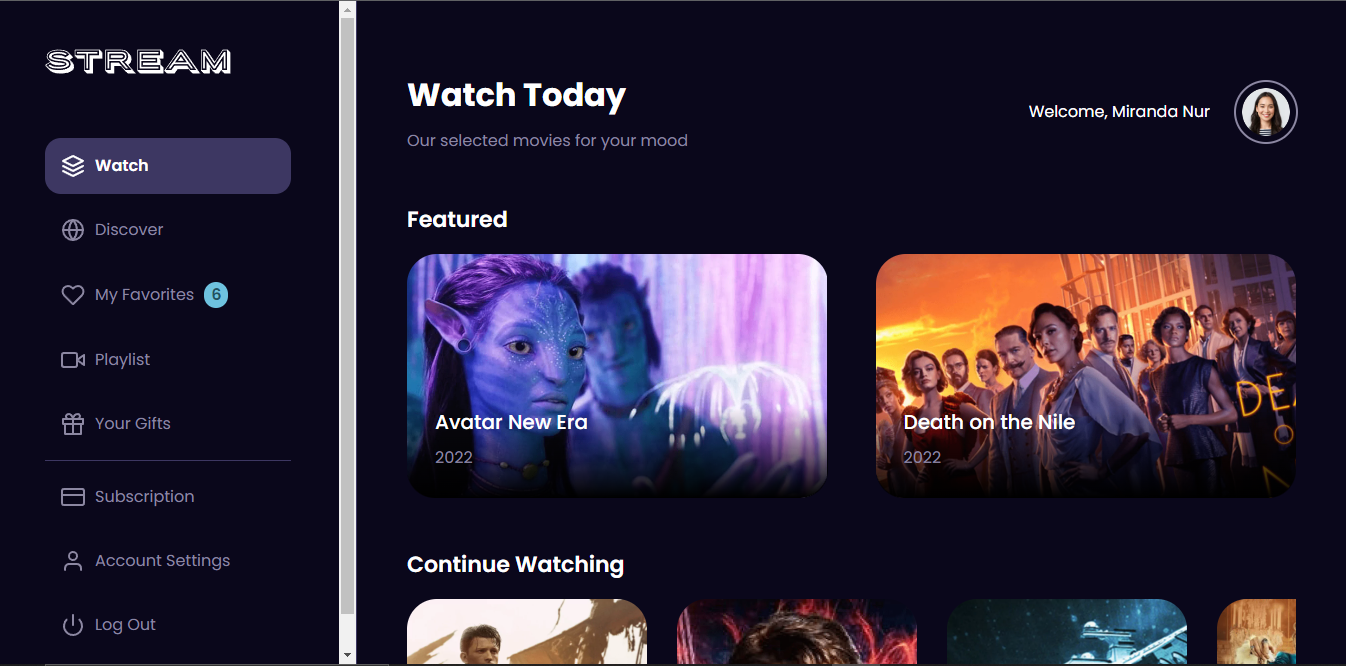 STREAM
Watch
Discover
My Favorites 6
Playlist
Your Gifts
Subscription
Account Settings
Log Out
Watch Today
Our selected movies for your mood
Welcome, Miranda Nur
Featured
Avatar New Era
2022
Death on the Nile
2022
Continue Watching